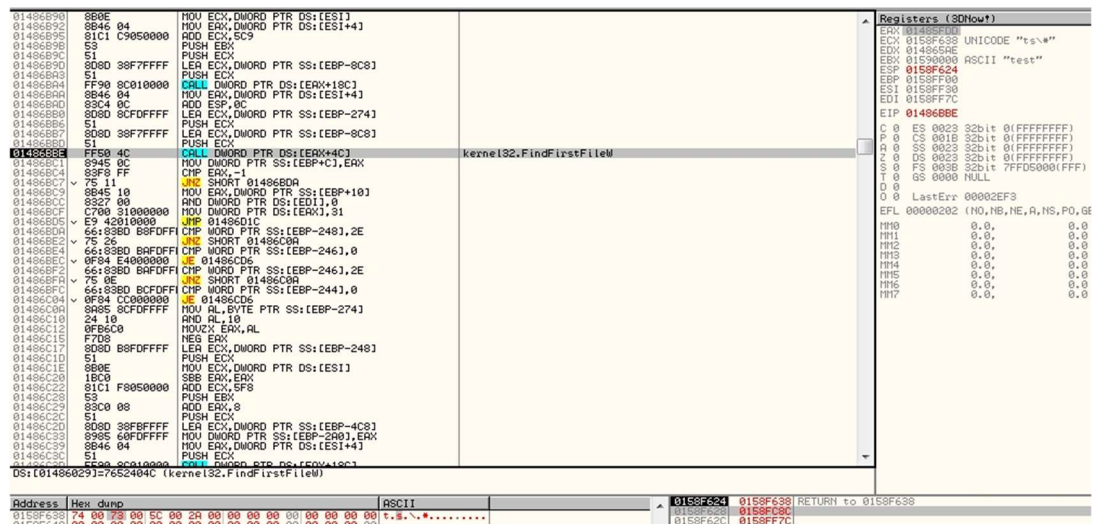 01486B90 8B0E MOV ECX,DWORD PTR DS:[ESI]
01486B92 8B46 04 MOV EAX,DWORD PTR DS:[ESI+4]
01486B95 81C1 C9050000 ADD ECX,5C9
01486B9B 53 PUSH EBX
01486B9C 51 PUSH ECX
01486B9D 8D8D 38F7FFFF LEA ECX,DWORD PTR SS:[EBP-8C8]
01486BA3 51 PUSH ECX
01486BA4 FF90 8C010000 CALL DWORD PTR DS:[EAX+18C]
01486BAA 8B46 04 MOV EAX,DWORD PTR DS:[ESI+4]
01486BAD 83C4 0C ADD ESP,0C
01486BB0 8D8D 8CFDFFFF LEA ECX,DWORD PTR SS:[EBP-274]
01486BB6 51 PUSH ECX
01486BB7 8D8D 38F7FFFF LEA ECX,DWORD PTR SS:[EBP-8C8]
01486BBD 51 PUSH ECX
01486BBE FF50 4C CALL DWORD PTR DS:[EAX+4C] kernel32.FindFirstFileW
01486BC1 8945 0C MOV DWORD PTR SS:[EBP+C],EAX
01486BC4 83F8 FF CMP EAX,-1
01486BC7 75 11 JNZ SHORT 01486BDA
01486BC9 8B45 10 MOV EAX,DWORD PTR SS:[EBP+10]
01486BCC 8327 00 AND DWORD PTR DS:[EDI],0
01486BCF C700 31000000 MOV DWORD PTR DS:[EAX],31
01486BD5 E9 42010000 JMP 01486D1C
01486BDA 66:83BD B8FDFFI CMP WORD PTR SS:[EBP-248],2E
01486BE2 75 26 JNZ SHORT 01486C0A
01486BE4 66:83BD BAFDFFI CMP WORD PTR SS:[EBP-246],0
01486BEC 0F84 E4000000 JE 01486CD6
01486BF2 66:83BD BAFDFFI CMP WORD PTR SS:[EBP-246],2E
01486BFA 75 0E JNZ SHORT 01486C0A
01486BFC 66:83BD BCFDFFI CMP WORD PTR SS:[EBP-244],0
01486C04 0F84 CC000000 JE 01486CD6
01486C0A 8A85 8CFDFFFF MOV AL,BYTE PTR SS:[EBP-274]
01486C10 24 10 AND AL,10
01486C12 0FB6C0 MOVZX EAX,AL
01486C15 F7D8 NEG EAX
01486C17 8D8D B8FDFFFF LEA ECX,DWORD PTR SS:[EBP-248]
01486C1D 51 PUSH ECX
01486C1E 8B0E MOV ECX,DWORD PTR DS:[ESI]
01486C20 1BC0 SBB EAX,EAX
01486C22 81C1 F8050000 ADD ECX,5F8
01486C28 53 PUSH EBX
01486C29 83C0 08 ADD EAX,8
01486C2C 51 PUSH ECX
01486C2D 8D8D 38FBFFFF LEA ECX,DWORD PTR SS:[EBP-4C8]
01486C33 8985 60FDFFFF MOV DWORD PTR SS:[EBP-2A0],EAX
01486C39 8B46 04 MOV EAX,DWORD PTR DS:[ESI+4]
01486C3C 51 PUSH ECX
01486C3D FF90 8C010000 CALL DWORD PTR DS:[EAX+18C]
DS:[01486029]=7652404C (kernel32.FindFirstFileW)
Registers (3DNow!)
EAX 01485FDD
ECX 0158F638 UNICODE "ts\*"
EDX 014865AE
EBX 01590000 ASCII "test"
ESP 0158F624
EBP 0158FF00
ESI 0158FF30
EDI 0158FF7C
EIP 01486BBE
C 0 ES 0023 32bit 0(FFFFFFFF)
P 0 CS 001B 32bit 0(FFFFFFFF)
A 0 SS 0023 32bit 0(FFFFFFFF)
Z 0 DS 0023 32bit 0(FFFFFFFF)
S 0 FS 003B 32bit 7FFD5000(FFF)
T 0 GS 0000 NULL
D 0
O 0 LastErr 00002EF3
EFL 00000202 (NO,NB,NE,A,NS,PO,GE
MM0 0.0, 0.0
MM1 0.0, 0.0
MM2 0.0, 0.0
MM3 0.0, 0.0
MM4 0.0, 0.0
MM5 0.0, 0.0
MM6 0.0, 0.0
MM7 0.0, 0.0
Address Hex dump ASCII
0158F638 74 00 73 00 5C 00 2A 00 00 00 00 00 00 00 00 00 t.s.\.*.........
0158F624 0158F638 RETURN to 0158F638
0158F628 0158FC8C
0158F62C 0158FF7C